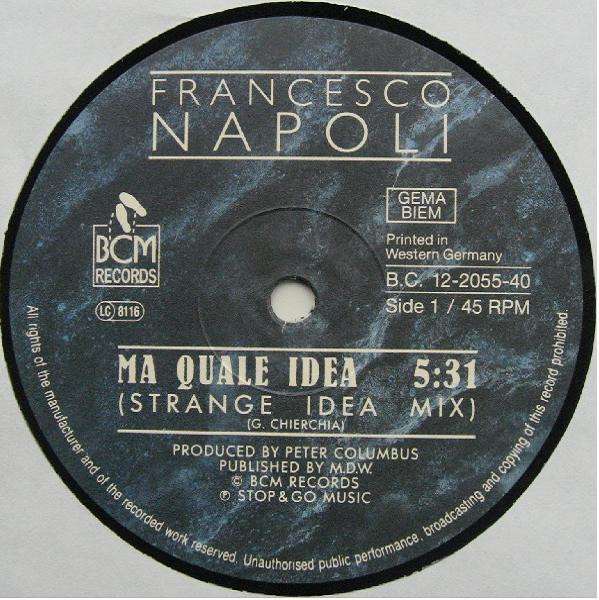 FRANCESCO
NAPOLI
GEMA
BIEM
BCM
RECORDS
LC 8116
Printed in
Western Germany
B.C. 12-2055-40
Side 1 / 45 RPM
MA QUALE IDEA 5:31
(STRANGE IDEA MIX)
(G. CHIERCHIA)
PRODUCED BY PETER COLUMBUS
PUBLISHED BY M.D.W.
© BCM RECORDS
℗ STOP & GO MUSIC
All rights of the manufacturer and of the recorded work reserved. Unauthorised public performance, broadcasting and copying of this record prohibited.